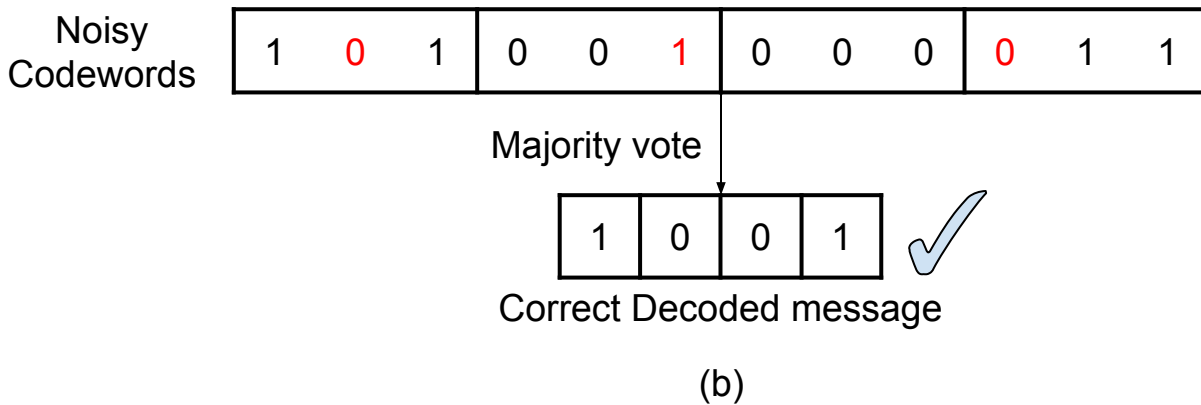 Noisy
Codewords
1 0 1 0 0 1 0 0 0 0 1 1
Majority vote
1 0 0 1
Correct Decoded message
(b)